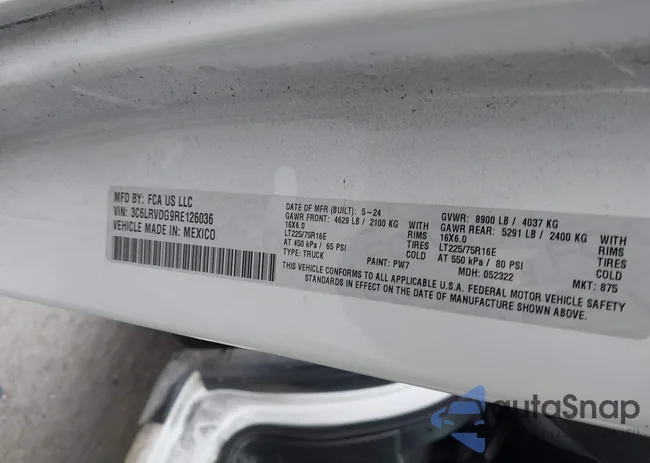 MFD BY: FCA US LLC
VIN: 3C6LRVDG9RE126036
VEHICLE MADE IN: MEXICO
DATE OF MFR (BUILT): 5-24
GAWR FRONT: 4629 LB / 2100 KG WITH
16X6.0 RIMS
LT225/75R16E TIRES
AT 450 kPa / 65 PSI COLD
TYPE: TRUCK PAINT: PW7
GVWR: 8900 LB / 4037 KG
GAWR REAR: 5291 LB / 2400 KG WITH
16X6.0 RIMS
LT225/75R16E TIRES
AT 550 kPa / 80 PSI COLD
MDH: 052322 MKT: 875
THIS VEHICLE CONFORMS TO ALL APPLICABLE U.S.A. FEDERAL MOTOR VEHICLE SAFETY
STANDARDS IN EFFECT ON THE DATE OF MANUFACTURE SHOWN ABOVE.
autoSnap